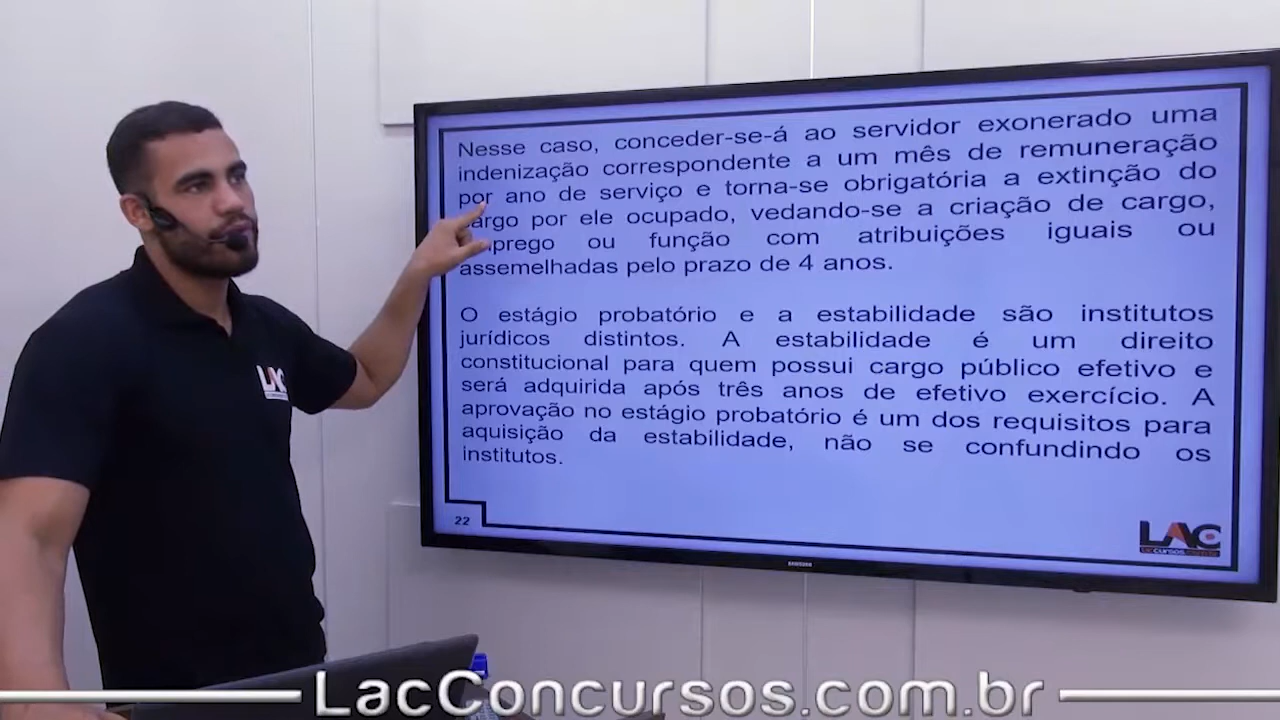 Nesse caso, conceder-se-á ao servidor exonerado uma
indenização correspondente a um mês de remuneração
por ano de serviço e torna-se obrigatória a extinção do
por ele ocupado, vedando-se a criação de cargo,
ou função com atribuições iguais ou
assemelhadas pelo prazo de 4 anos.
O estágio probatório e a estabilidade são institutos
jurídicos distintos. A estabilidade é um direito
constitucional para quem possui cargo público efetivo e
será adquirida após três anos de efetivo exercício. A
aprovação no estágio probatório é um dos requisitos para
aquisição da estabilidade, não se confundindo os
institutos.
22
LAC
SAMSUNG
LAC
LacConcursos.com.br